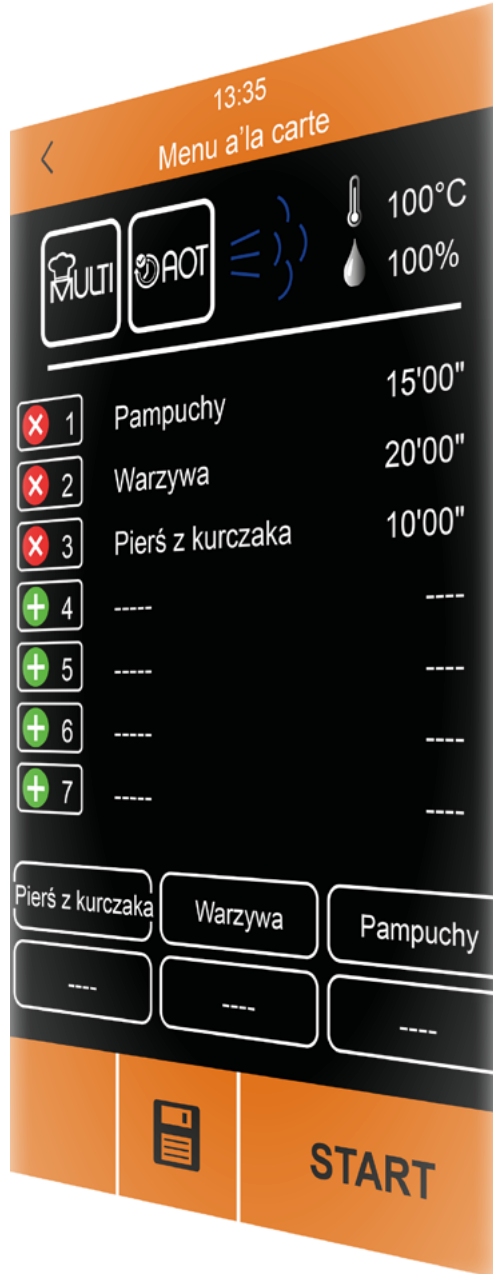 13:35
Menu a'la carte
MULTI AOT 100°C
100%
1 Pampuchy 15'00"
2 Warzywa 20'00"
3 Pierś z kurczaka 10'00"
4 ----- ----
5 ----- ----
6 ----- ----
7 ----- ----
Pierś z kurczaka Warzywa Pampuchy
---- ---- ----
START